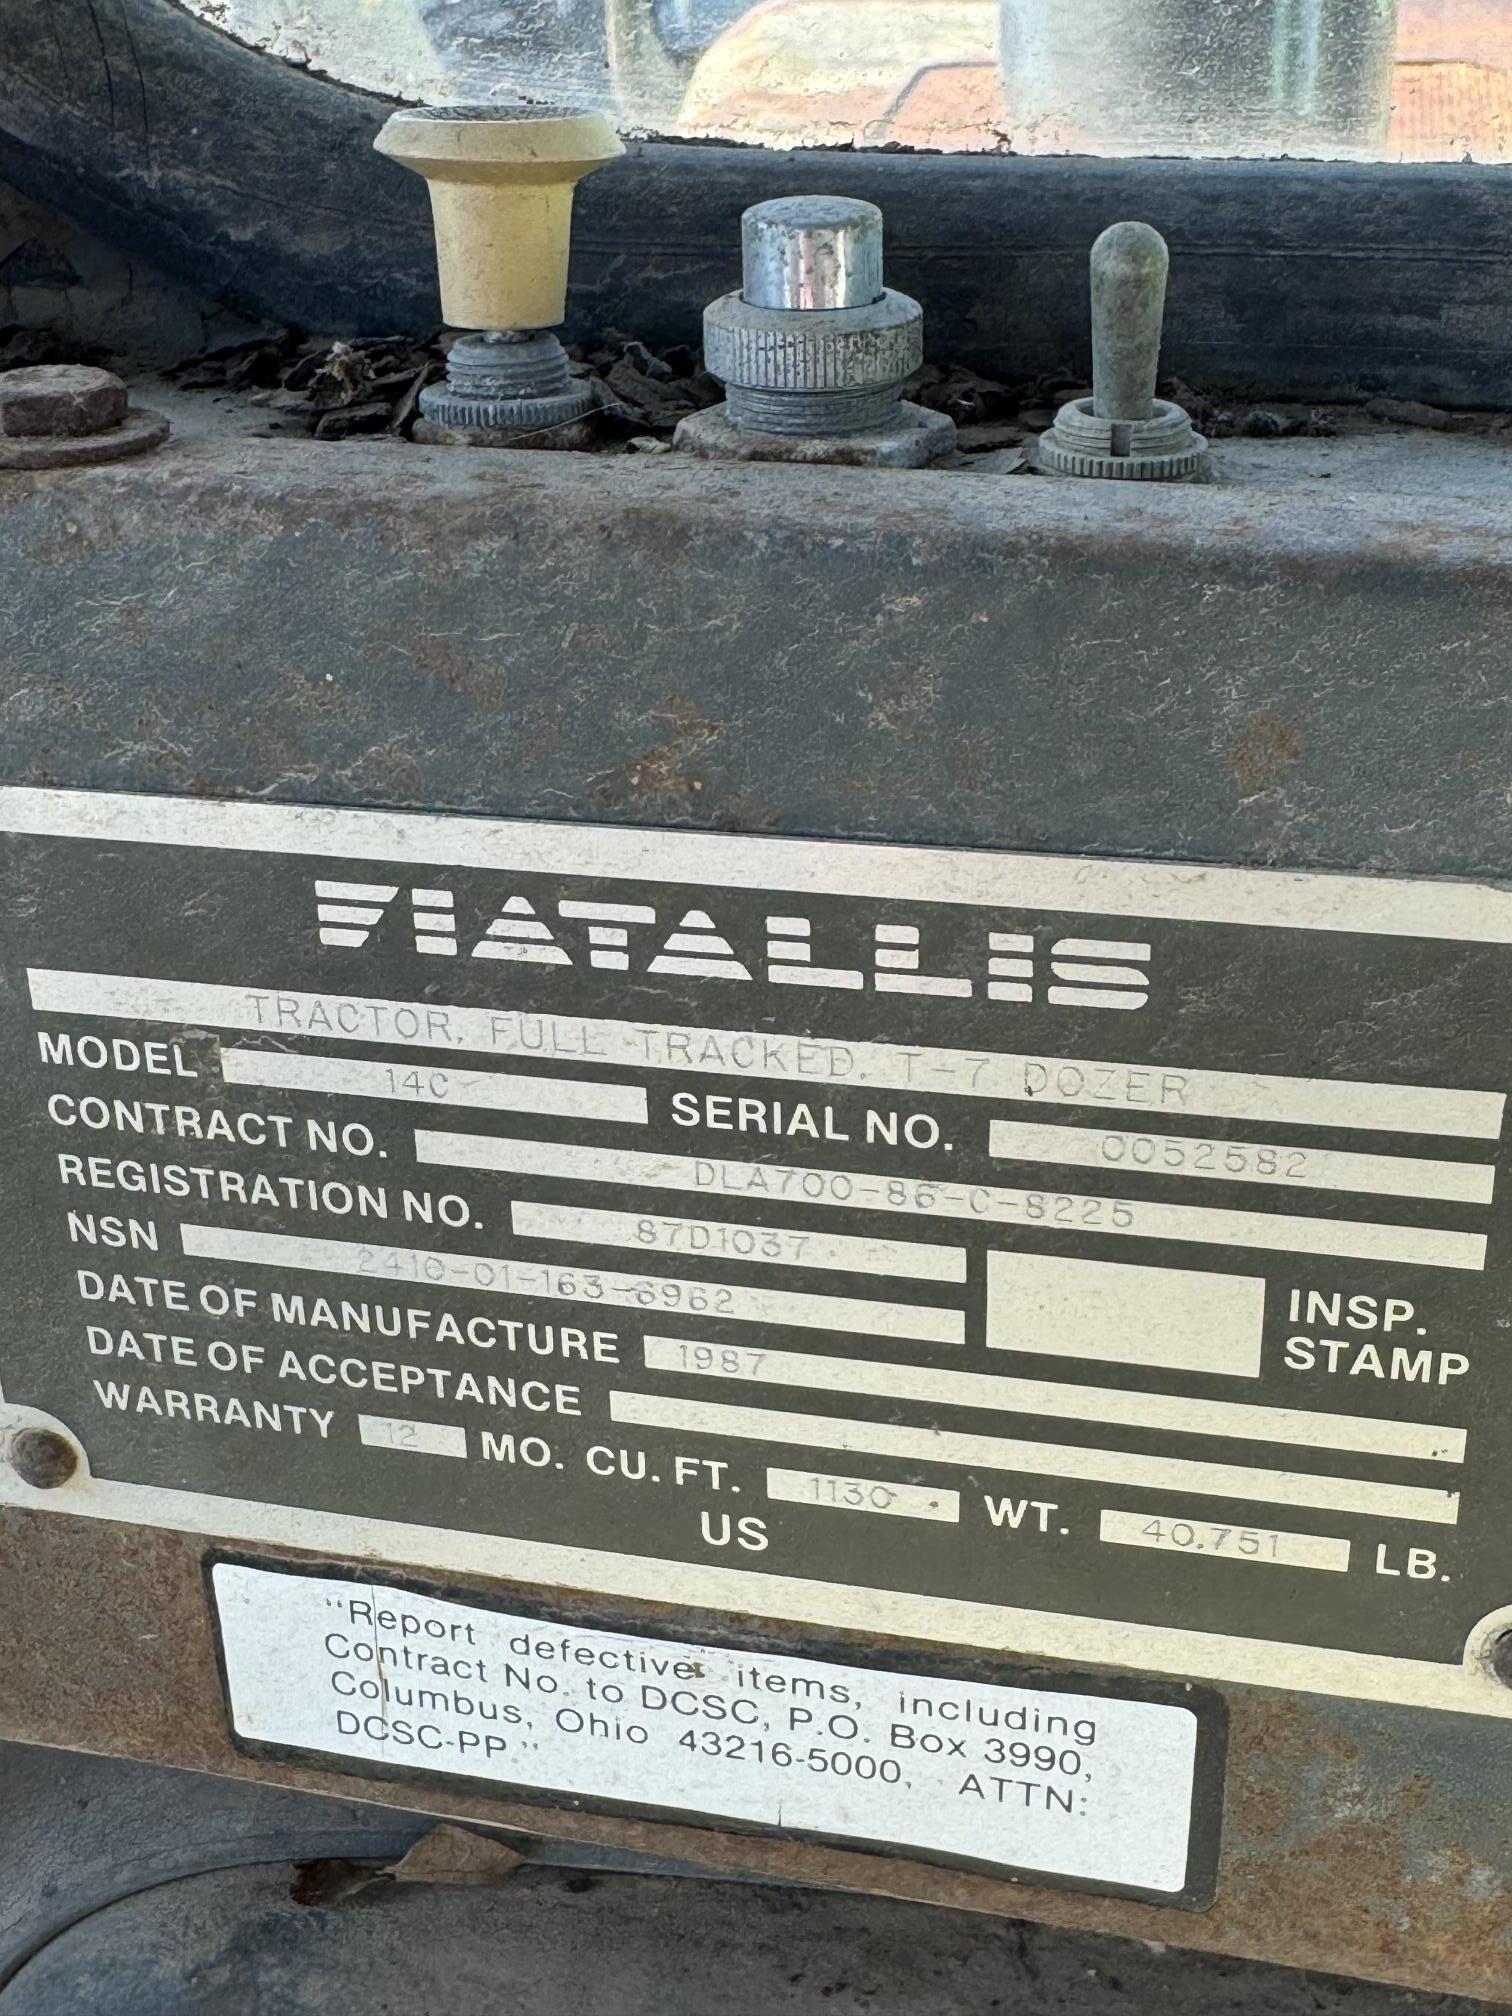 FIATALLIS
TRACTOR, FULL TRACKED, T-7 DOZER
MODEL 14C SERIAL NO. 0052582
CONTRACT NO. DLA700-86-C-8225
REGISTRATION NO. 87D1037
NSN 2410-01-163-6962
INSP.
STAMP
DATE OF MANUFACTURE 1987
DATE OF ACCEPTANCE
WARRANTY 12 MO. CU. FT. 1130 WT. 40,751 LB.
US
"Report defective items, including
Contract No. to DCSC, P.O. Box 3990,
Columbus, Ohio 43216-5000, ATTN:
DCSC-PP."